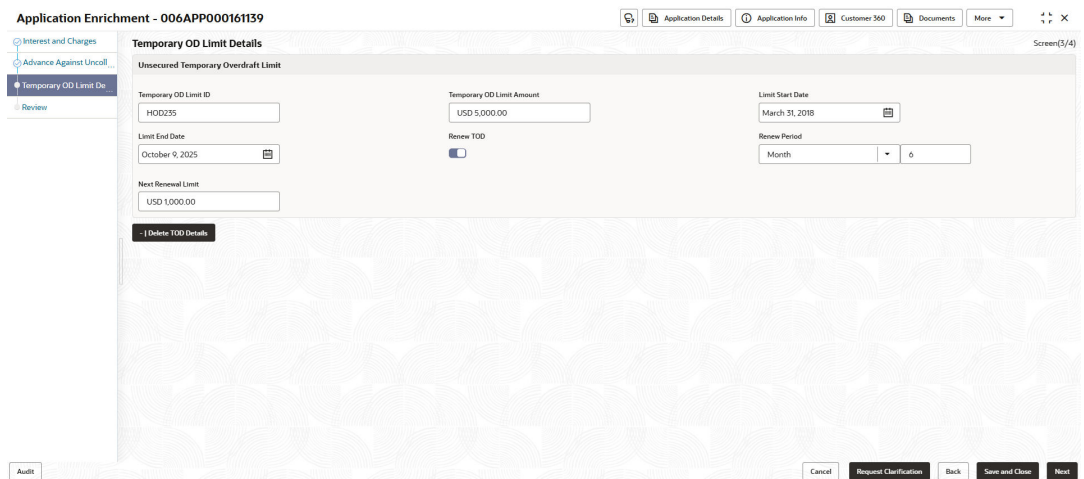 Application Enrichment - 006APP000161139
Application Details
Application Info
Customer 360
Documents
More
Interest and Charges
Advance Against Uncoll...
Temporary OD Limit De...
Review
Temporary OD Limit Details
Screen(3/4)
Unsecured Temporary Overdraft Limit
Temporary OD Limit ID
Temporary OD Limit Amount
Limit Start Date
HOD235
USD 5,000.00
March 31, 2018
Limit End Date
Renew TOD
Renew Period
October 9, 2025
Month
6
Next Renewal Limit
USD 1,000.00
- | Delete TOD Details
Audit
Cancel
Request Clarification
Back
Save and Close
Next